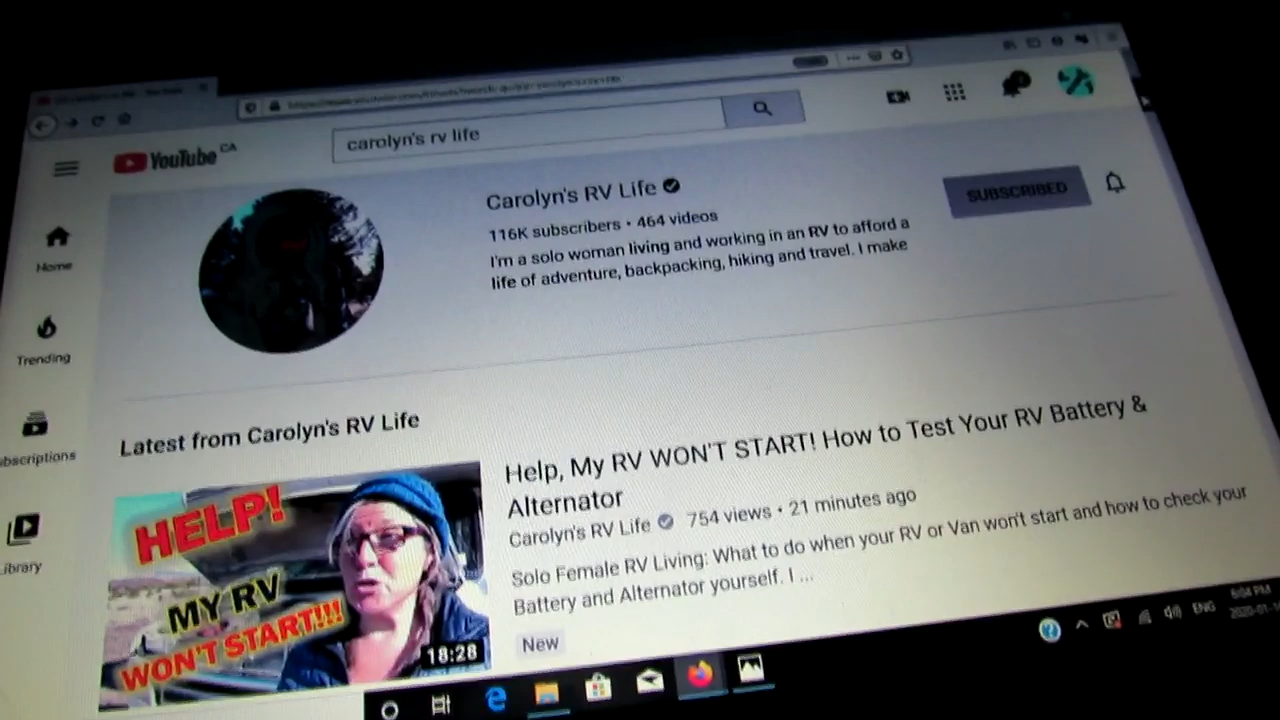 carolyn's rv life
YouTube CA
Carolyn's RV Life
SUBSCRIBED
116K subscribers • 464 videos
I'm a solo woman living and working in an RV to afford a
life of adventure, backpacking, hiking and travel. I make
Home
Trending
bscriptions
ibrary
Latest from Carolyn's RV Life
HELP!
MY RV
WON'T START!!!
18:28
Help, My RV WON'T START! How to Test Your RV Battery &
Alternator
Carolyn's RV Life 754 views • 21 minutes ago
Solo Female RV Living: What to do when your RV or Van won't start and how to check your
Battery and Alternator yourself. I ...
New
ENG